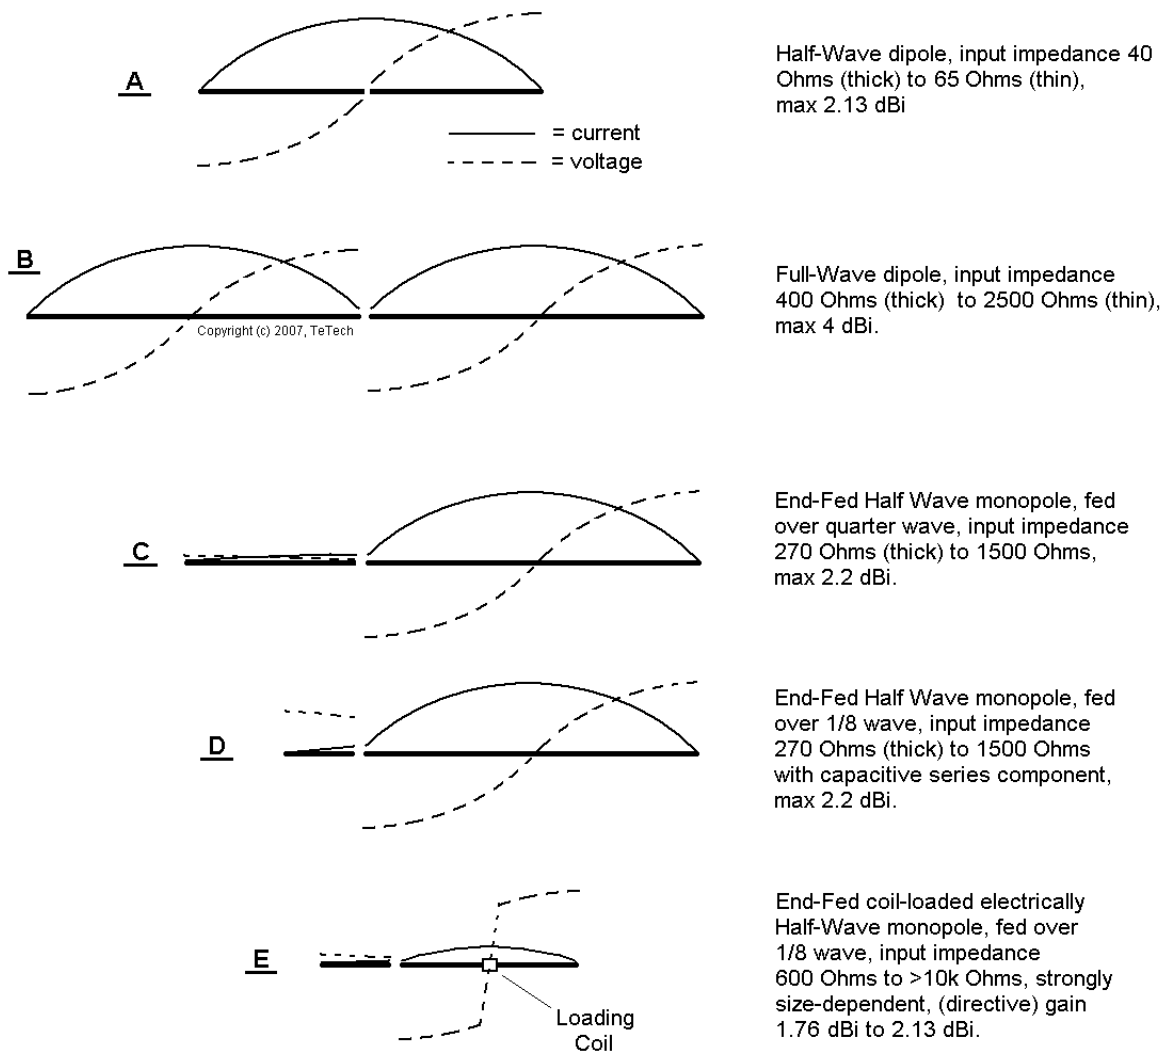 A
Half-Wave dipole, input impedance 40
Ohms (thick) to 65 Ohms (thin),
max 2.13 dBi
= current
= voltage
B
Full-Wave dipole, input impedance
400 Ohms (thick) to 2500 Ohms (thin),
max 4 dBi.
Copyright (c) 2007, TeTech
C
End-Fed Half Wave monopole, fed
over quarter wave, input impedance
270 Ohms (thick) to 1500 Ohms,
max 2.2 dBi.
D
End-Fed Half Wave monopole, fed
over 1/8 wave, input impedance
270 Ohms (thick) to 1500 Ohms
with capacitive series component,
max 2.2 dBi.
E
End-Fed coil-loaded electrically
Half-Wave monopole, fed over
1/8 wave, input impedance
600 Ohms to >10k Ohms, strongly
size-dependent, (directive) gain
1.76 dBi to 2.13 dBi.
Loading
Coil